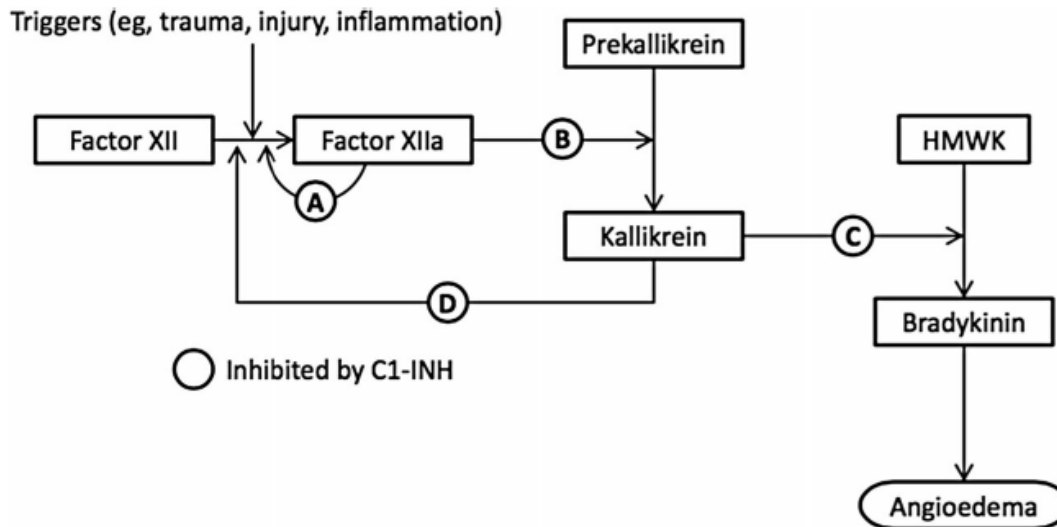 Triggers (eg, trauma, injury, inflammation)
Prekallikrein
Factor XII
Factor XIIa
B
HMWK
A
Kallikrein
C
D
Bradykinin
Inhibited by C1-INH
Angioedema